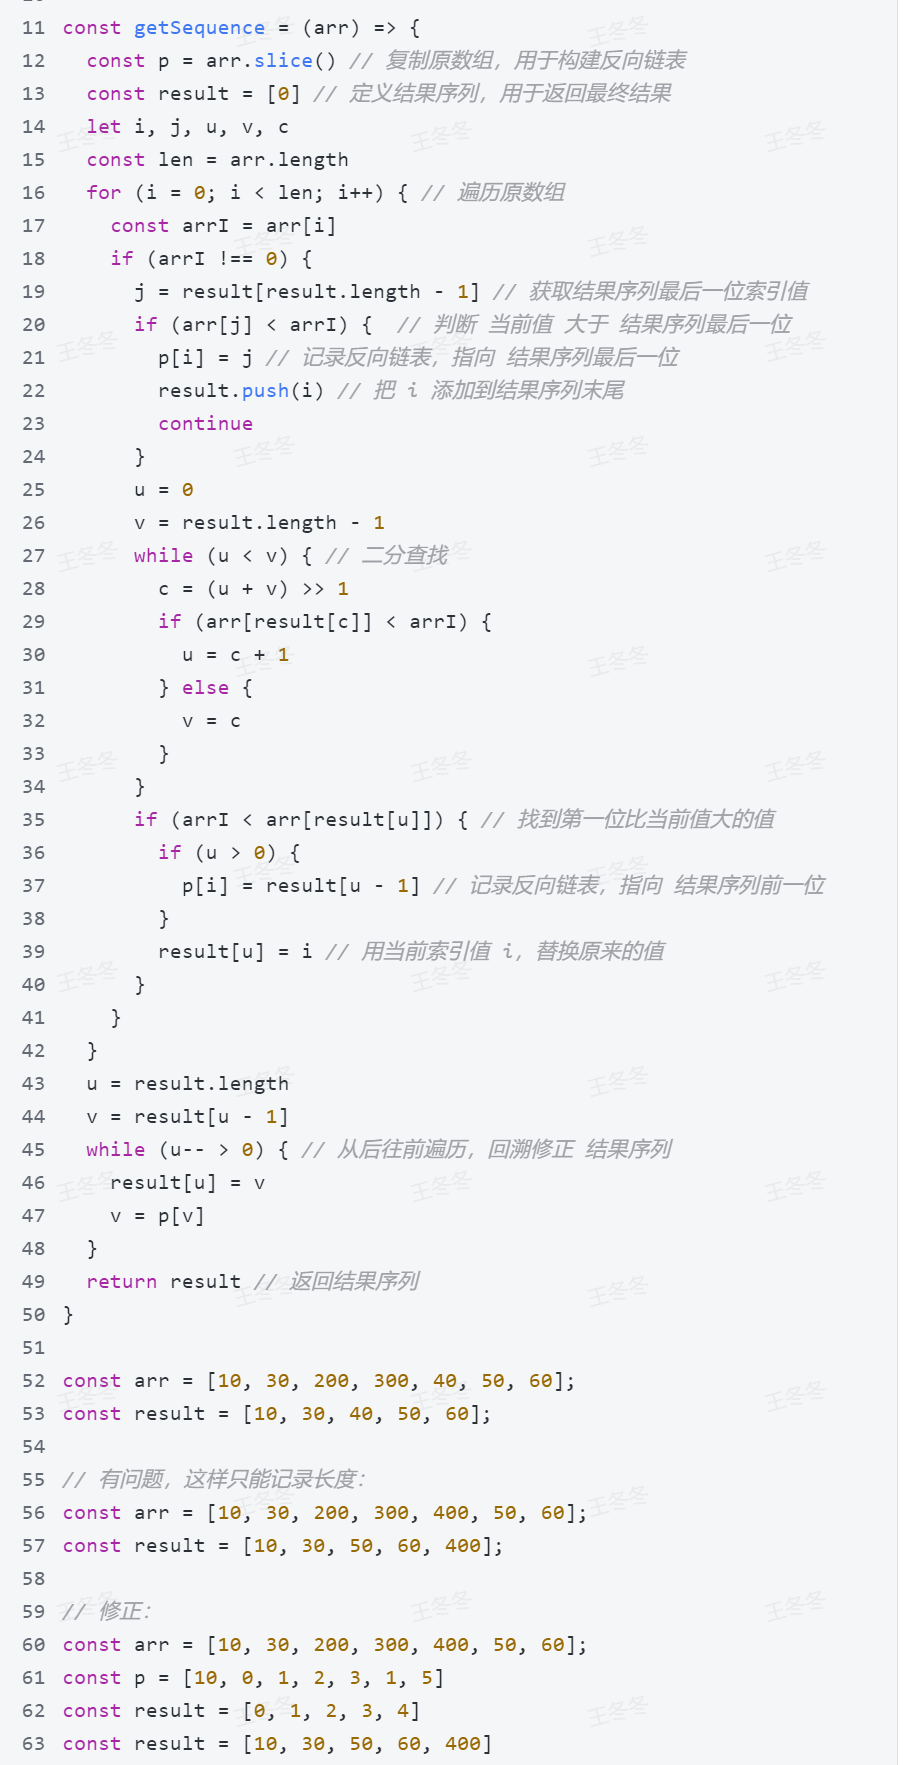 11 const getSequence = (arr) => {
12   const p = arr.slice() // 复制原数组，用于构建反向链表
13   const result = [0] // 定义结果序列，用于返回最终结果
14   let i, j, u, v, c
15   const len = arr.length
16   for (i = 0; i < len; i++) { // 遍历原数组
17     const arrI = arr[i]
18     if (arrI !== 0) {
19       j = result[result.length - 1] // 获取结果序列最后一位索引值
20       if (arr[j] < arrI) {  // 判断 当前值 大于 结果序列最后一位
21         p[i] = j // 记录反向链表，指向 结果序列最后一位
22         result.push(i) // 把 i 添加到结果序列末尾
23         continue
24       }
25       u = 0
26       v = result.length - 1
27       while (u < v) { // 二分查找
28         c = (u + v) >> 1
29         if (arr[result[c]] < arrI) {
30           u = c + 1
31         } else {
32           v = c
33         }
34       }
35       if (arrI < arr[result[u]]) { // 找到第一位比当前值大的值
36         if (u > 0) {
37           p[i] = result[u - 1] // 记录反向链表，指向 结果序列前一位
38         }
39         result[u] = i // 用当前索引值 i，替换原来的值
40       }
41     }
42   }
43   u = result.length
44   v = result[u - 1]
45   while (u-- > 0) { // 从后往前遍历，回溯修正 结果序列
46     result[u] = v
47     v = p[v]
48   }
49   return result // 返回结果序列
50 }
51
52 const arr = [10, 30, 200, 300, 40, 50, 60];
53 const result = [10, 30, 40, 50, 60];
54
55 // 有问题，这样只能记录长度：
56 const arr = [10, 30, 200, 300, 400, 50, 60];
57 const result = [10, 30, 50, 60, 400];
58
59 // 修正：
60 const arr = [10, 30, 200, 300, 400, 50, 60];
61 const p = [10, 0, 1, 2, 3, 1, 5]
62 const result = [0, 1, 2, 3, 4]
63 const result = [10, 30, 50, 60, 400]
王冬冬